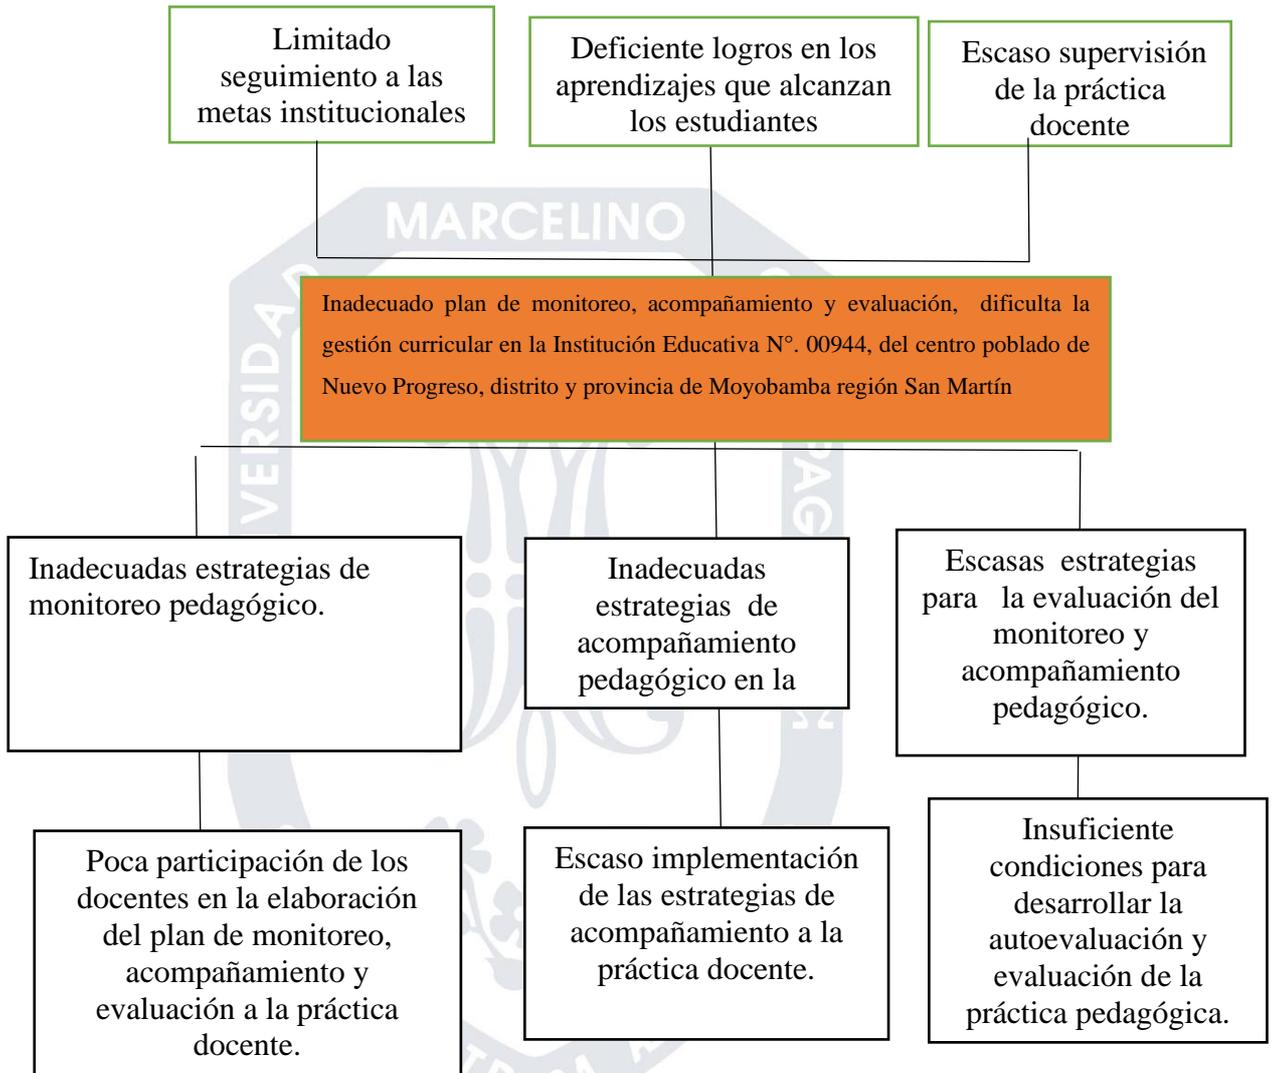 Limitado
seguimiento a las
metas institucionales
Deficiente logros en los
aprendizajes que alcanzan
los estudiantes
Escaso supervisión
de la práctica
docente
MARCELINO
Inadecuado plan de monitoreo, acompañamiento y evaluación, dificulta la
gestión curricular en la Institución Educativa N°. 00944, del centro poblado de
Nuevo Progreso, distrito y provincia de Moyobamba región San Martín
Inadecuadas estrategias de
monitoreo pedagógico.
Inadecuadas
estrategias de
acompañamiento
pedagógico en la
Escasas estrategias
para la evaluación del
monitoreo y
acompañamiento
pedagógico.
Poca participación de los
docentes en la elaboración
del plan de monitoreo,
acompañamiento y
evaluación a la práctica
docente.
Escaso implementación
de las estrategias de
acompañamiento a la
práctica docente.
Insuficiente
condiciones para
desarrollar la
autoevaluación y
evaluación de la
práctica pedagógica.